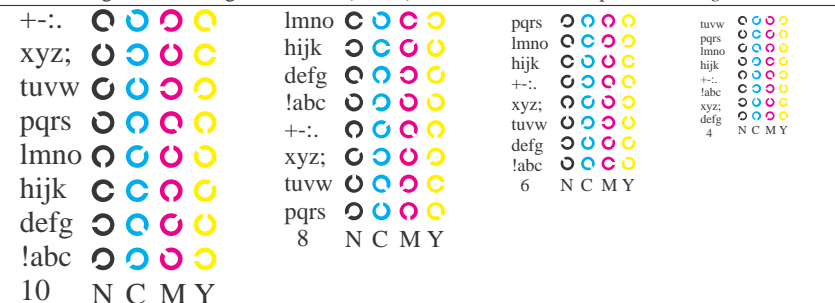 +-:.
xyz;
tuvw
pqrs
lmno
hijk
defg
!abc
10 N C M Y
lmno
hijk
defg
!abc
+-:.
xyz;
tuvw
pqrs
8 N C M Y
pqrs
lmno
hijk
+-:.
xyz;
tuvw
defg
!abc
6 N C M Y
tuvw
pqrs
lmno
hijk
+-:.
!abc
xyz;
defg
4 N C M Y